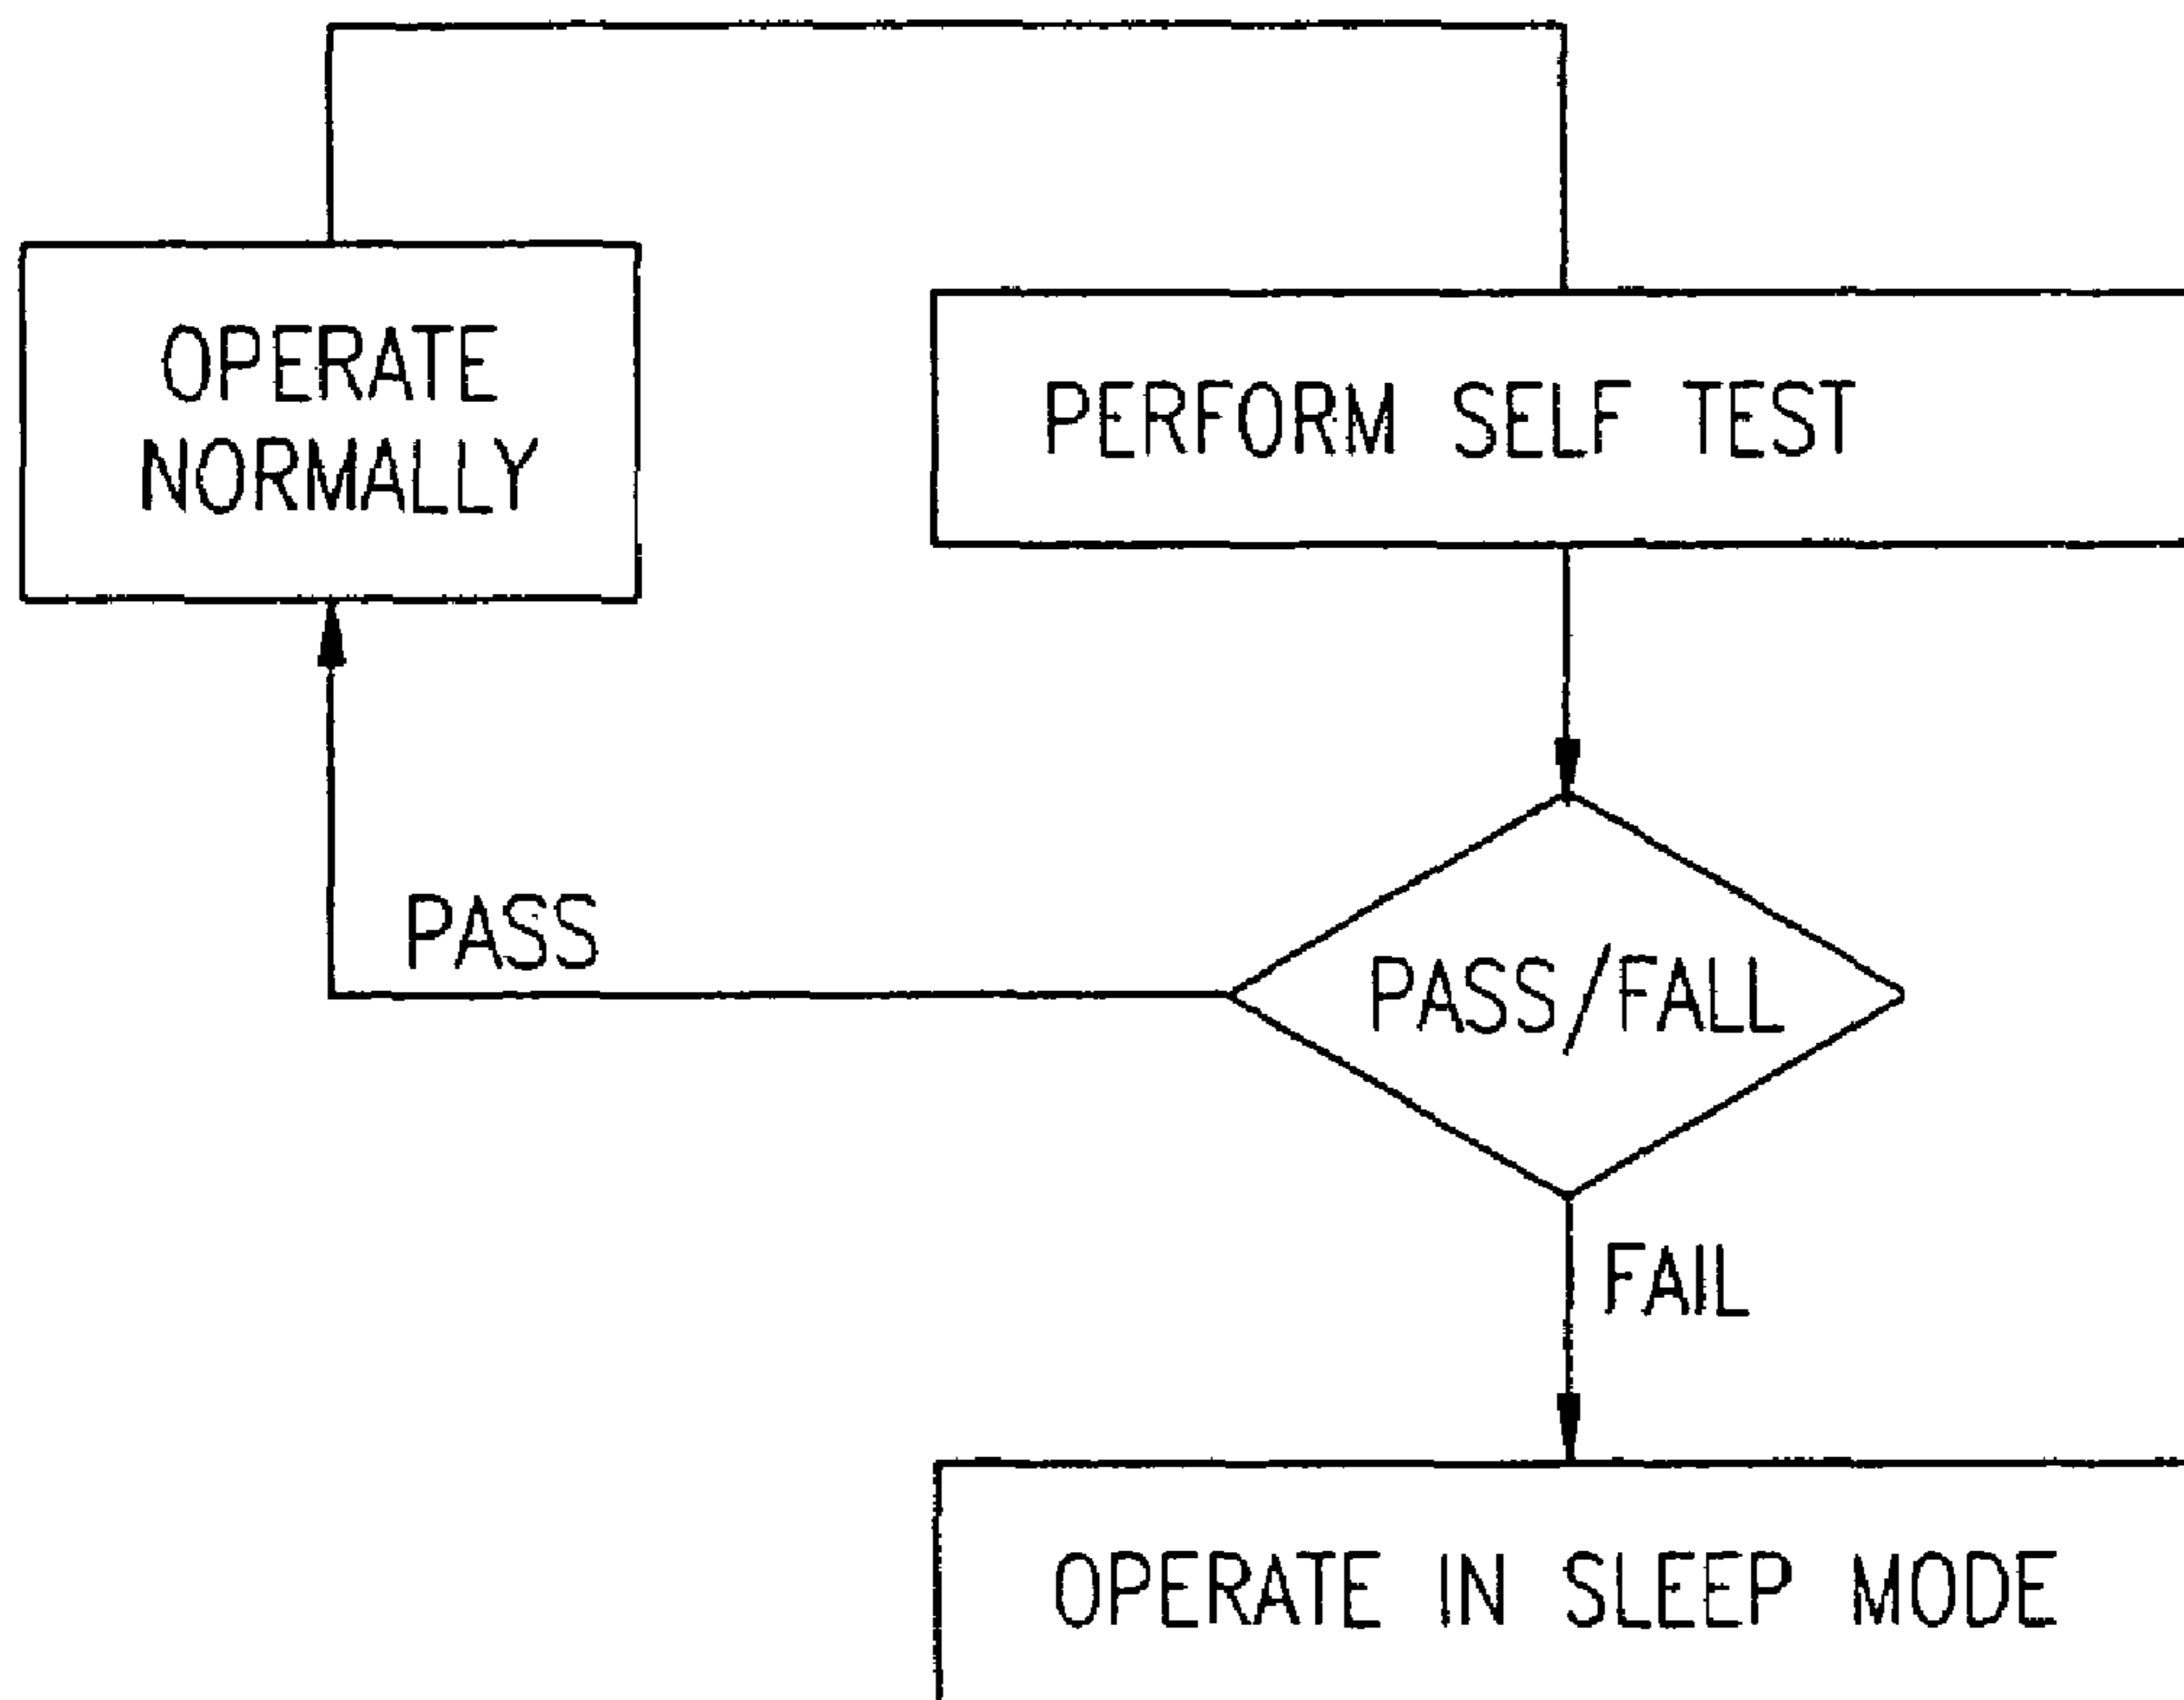 OPERATE
NORMALLY
PERFORM SELF TEST
PASS
PASS/FALL
FAIL
OPERATE IN SLEEP MODE